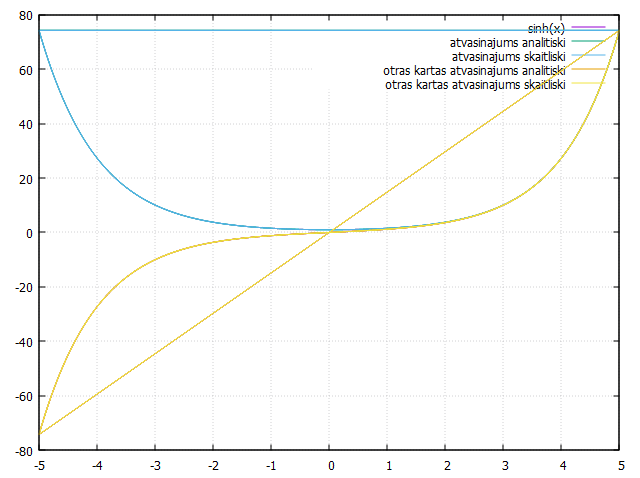 sinh(x)
atvasinajums analitiski
atvasinajums skaitliski
otras kartas atvasinajums analitiski
otras kartas atvasinajums skaitliski
80
60
40
20
0
-20
-40
-60
-80
-5 -4 -3 -2 -1 0 1 2 3 4 5